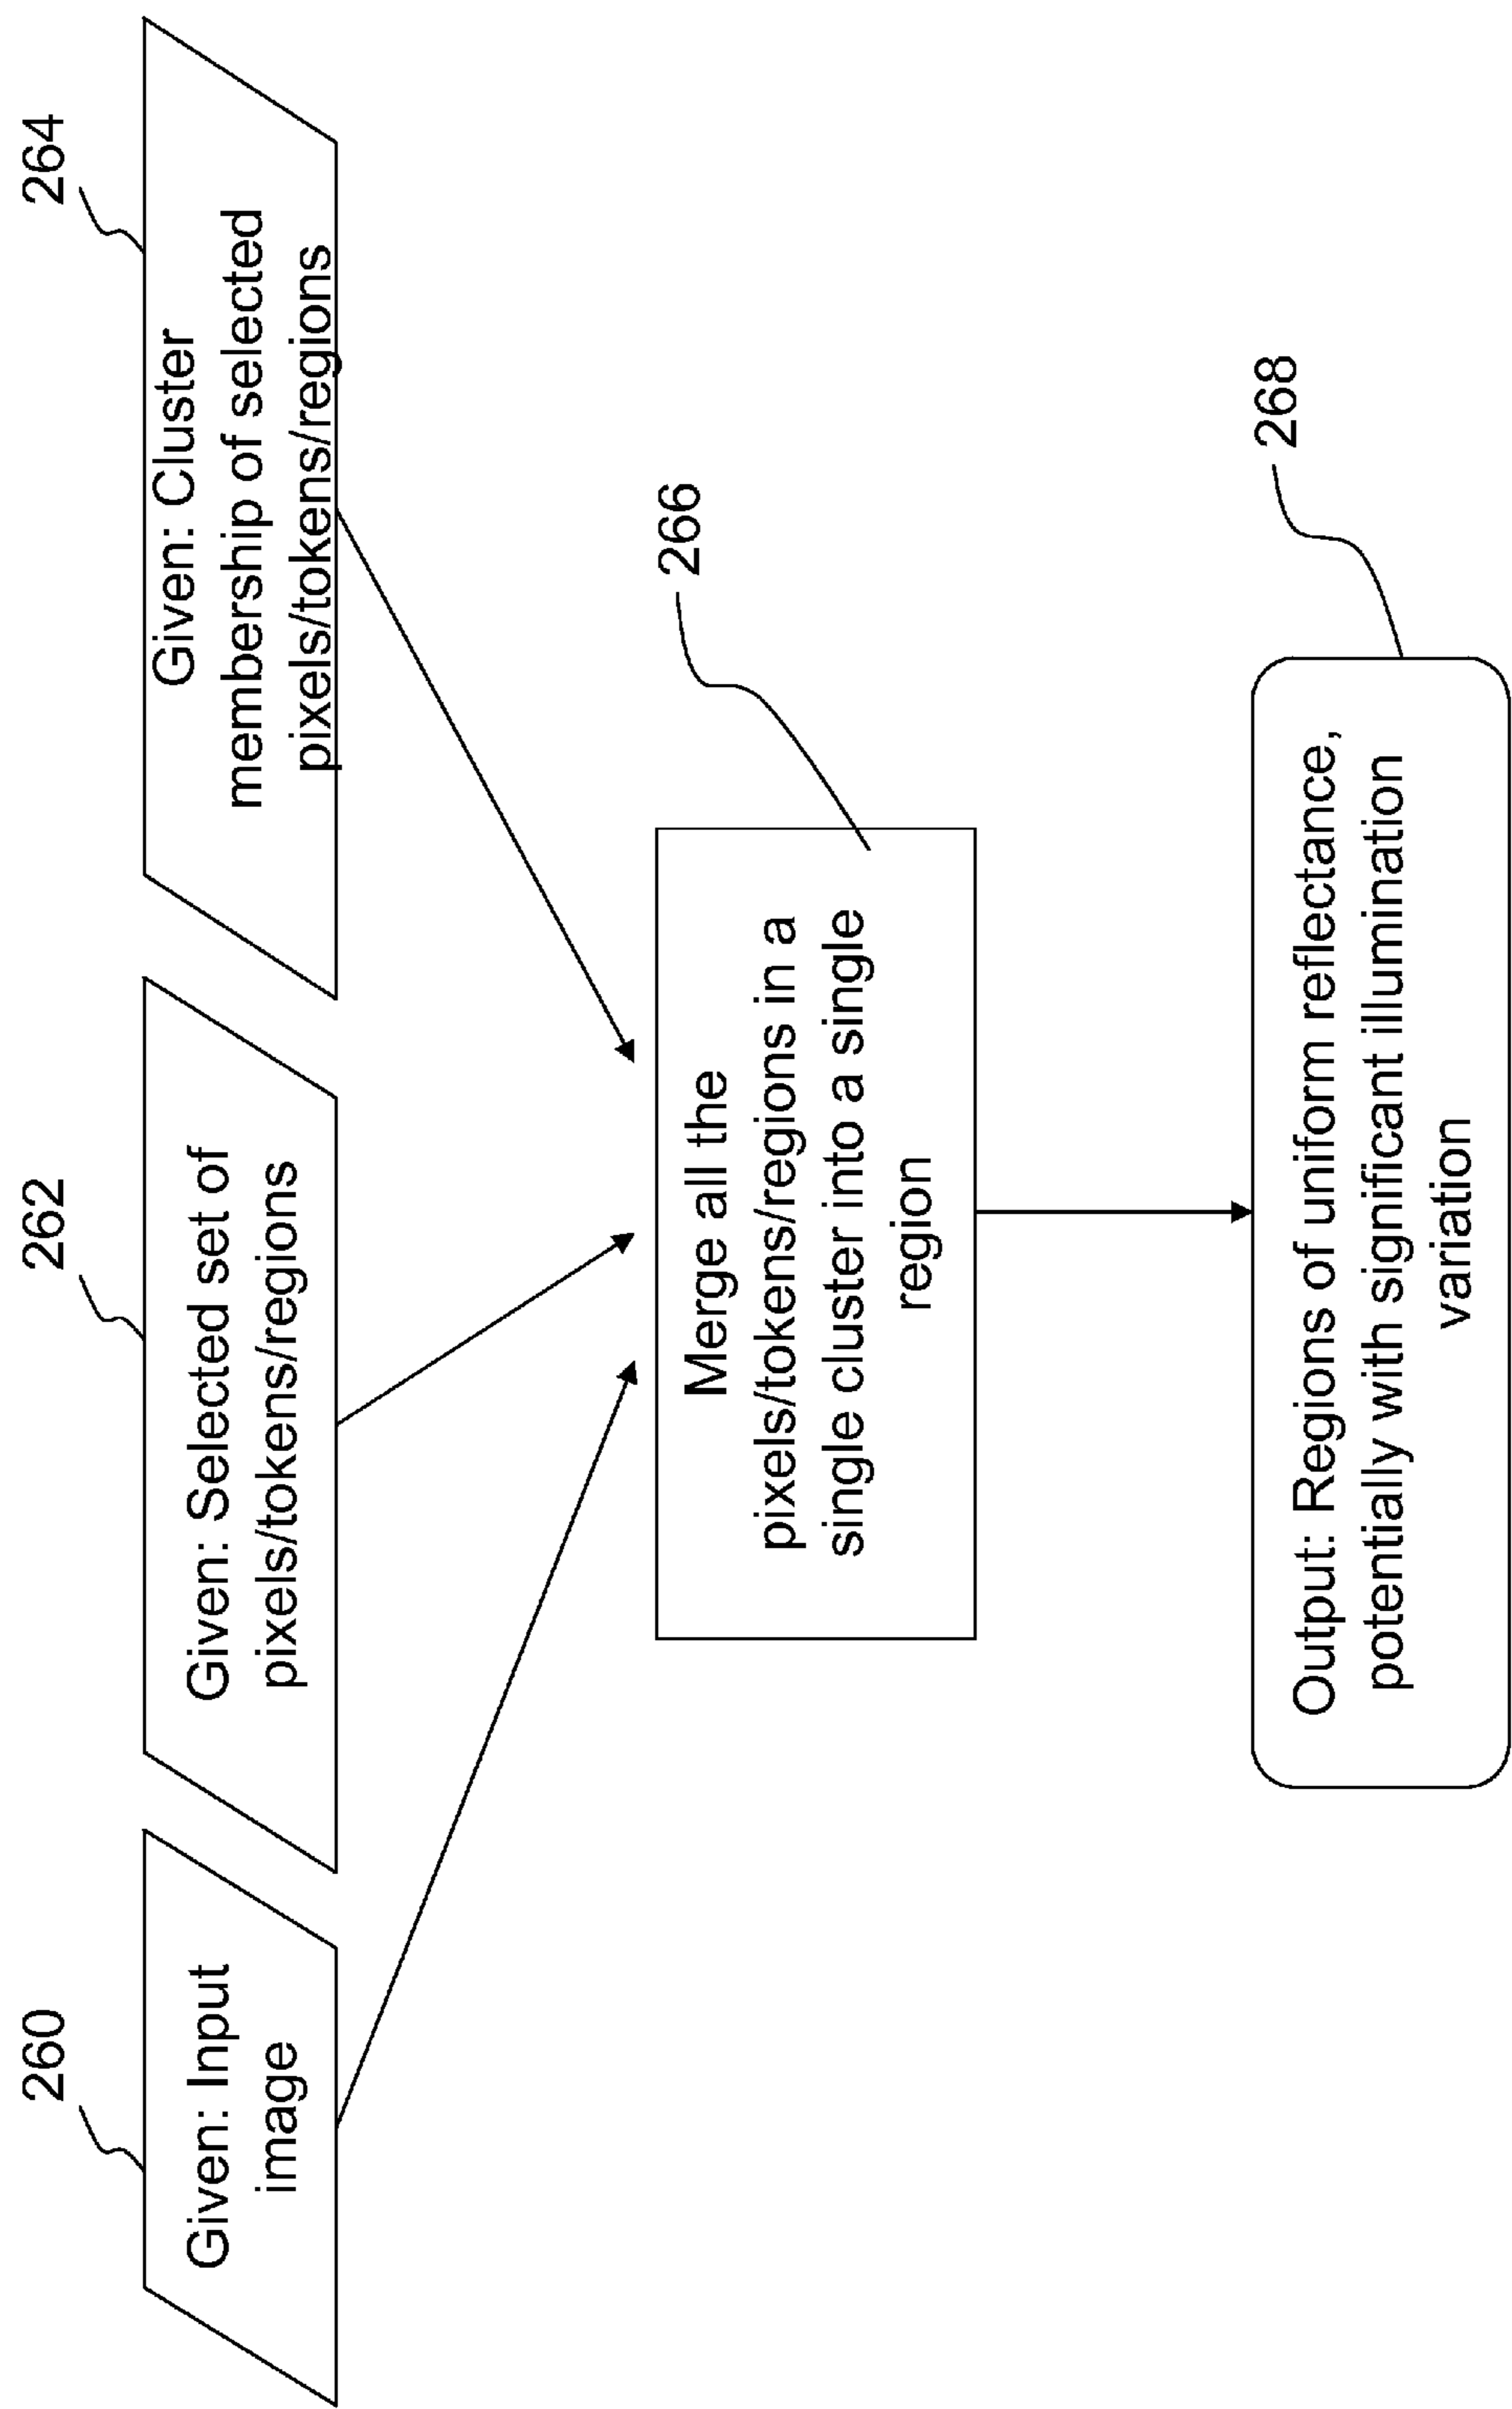 260
Given: Input
image
262
Given: Selected set of
pixels/tokens/regions
264
Given: Cluster
membership of selected
pixels/tokens/regions
266
Merge all the
pixels/tokens/regions in a
single cluster into a single
region
268
Output: Regions of uniform reflectance,
potentially with significant illumination
variation